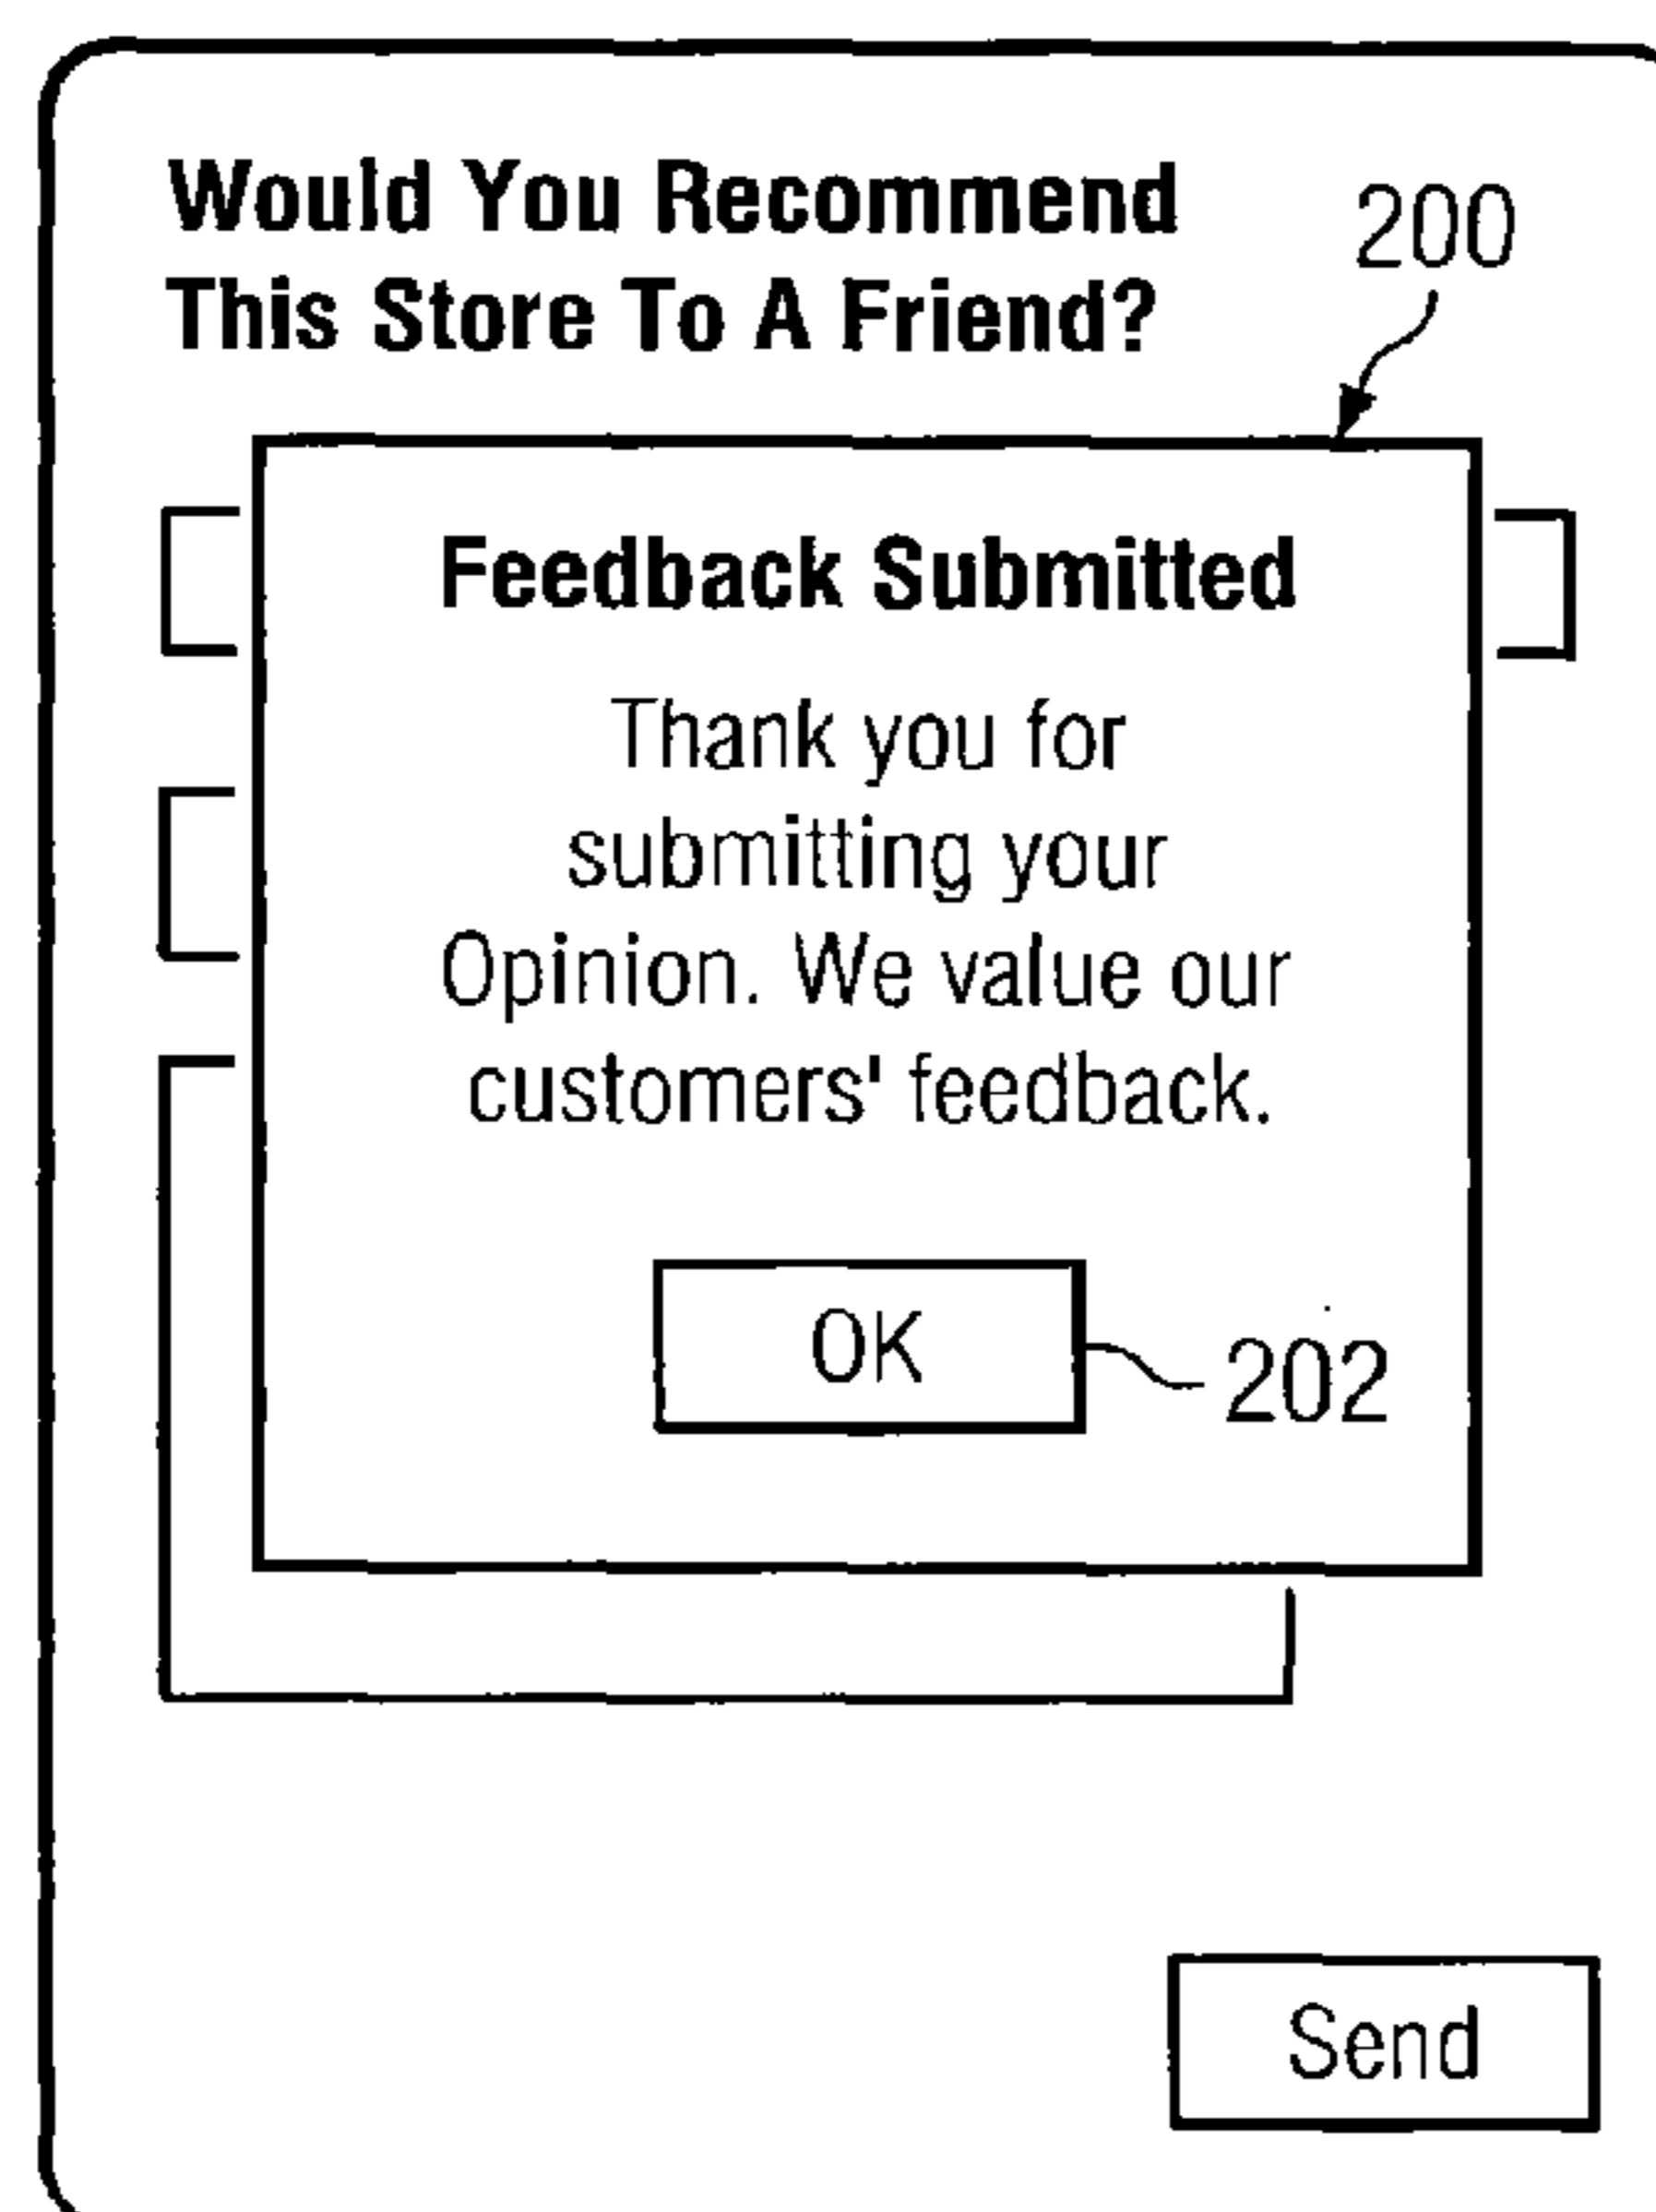 Would You Recommend
This Store To A Friend?
200
Feedback Submitted
Thank you for
submitting your
Opinion. We value our
customers' feedback.
OK
202
Send